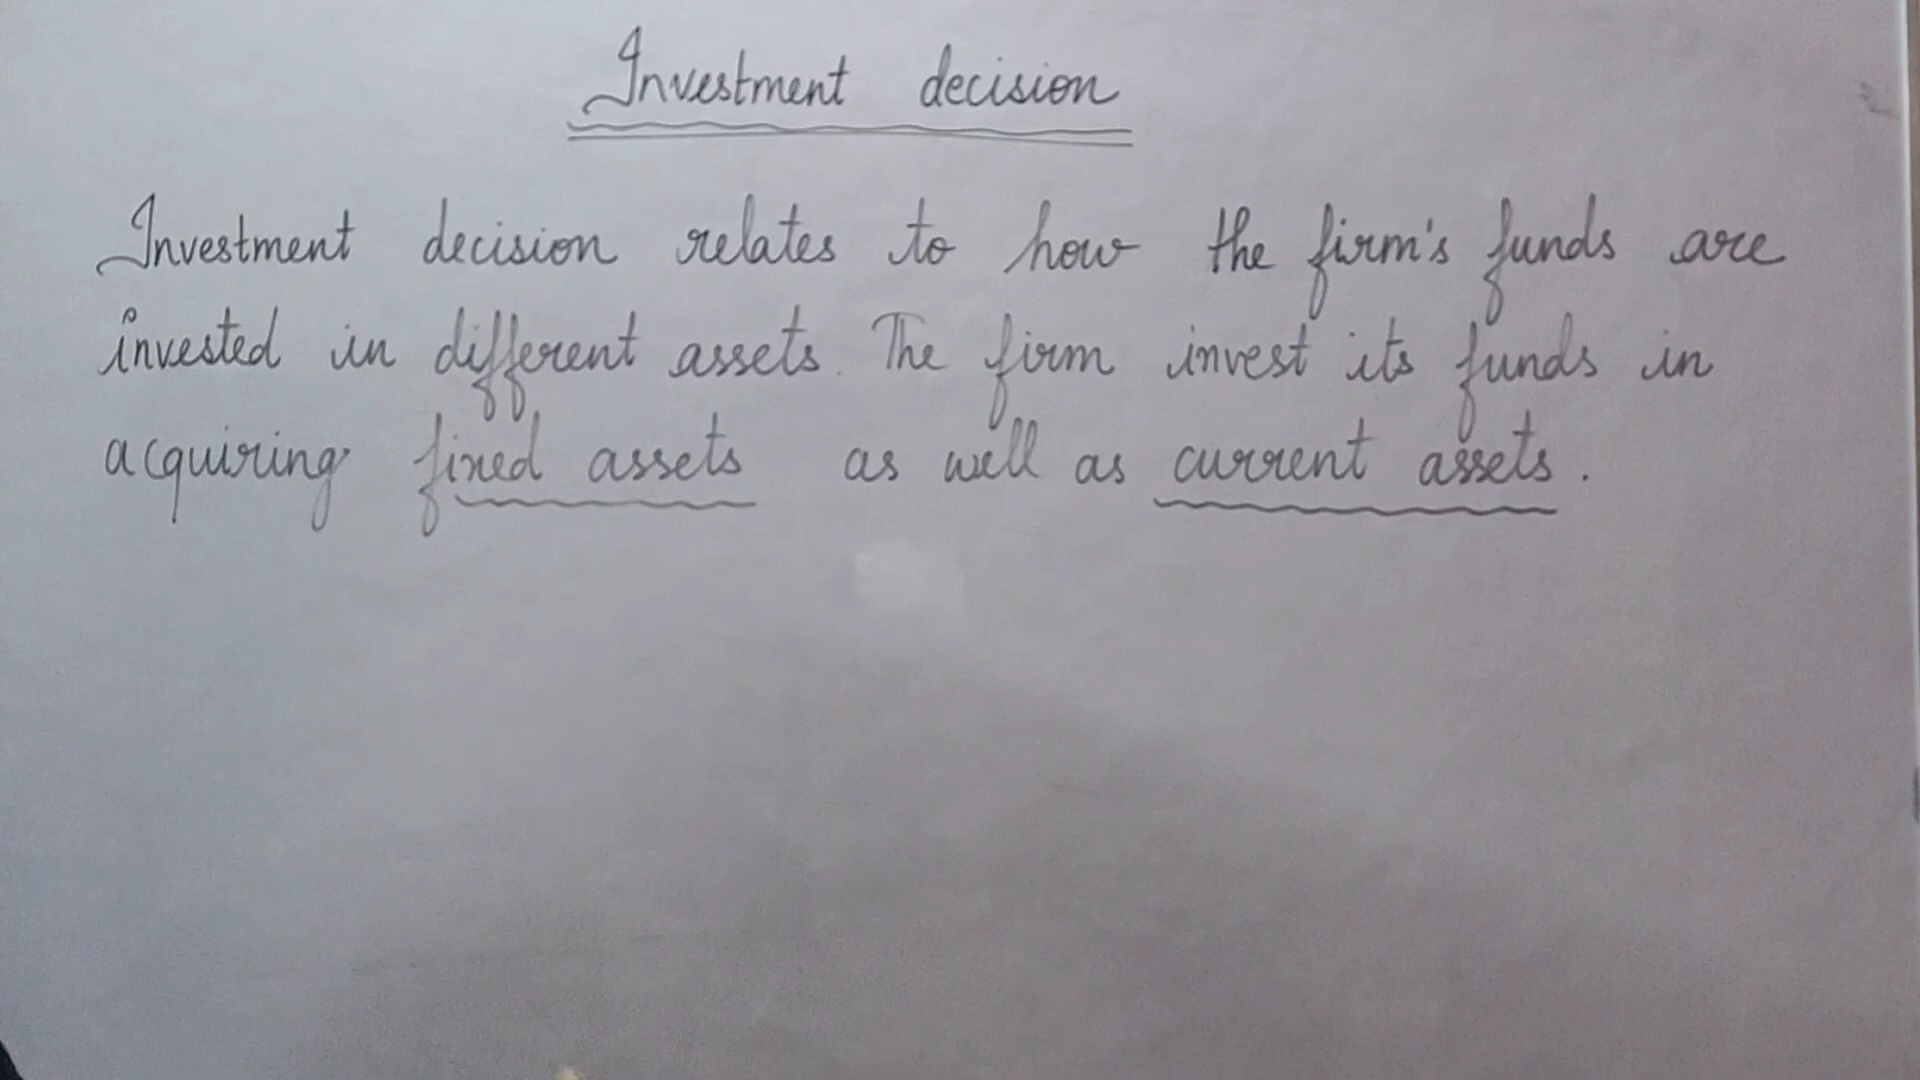 Investment decision
Investment decision relates to how the firm's funds are
invested in different assets. The firm invest its funds in
acquiring fixed assets as well as current assets.